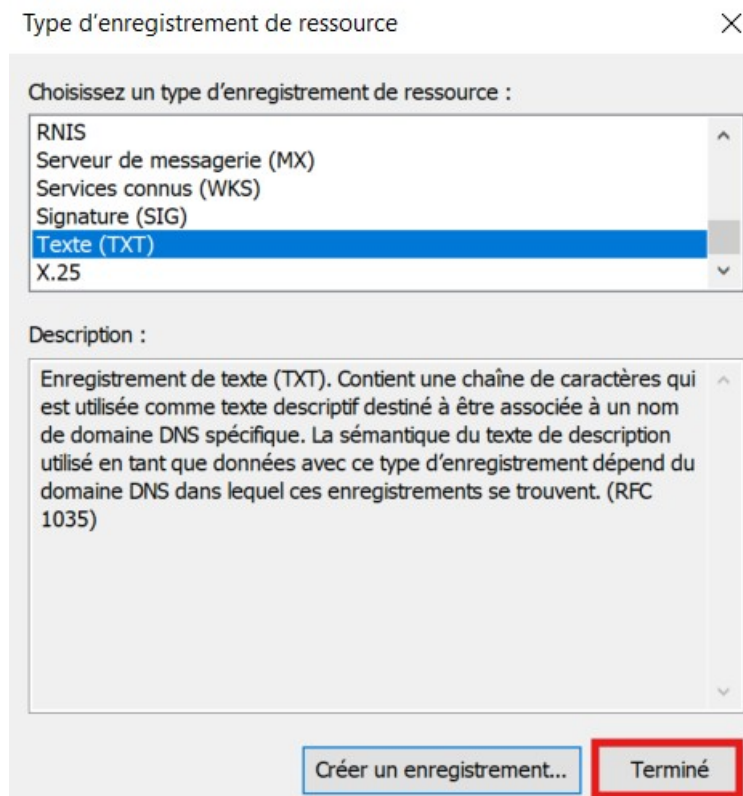 Type d'enregistrement de ressource
Choisissez un type d'enregistrement de ressource :
RNIS
Serveur de messagerie (MX)
Services connus (WKS)
Signature (SIG)
Texte (TXT)
X.25
Description :
Enregistrement de texte (TXT). Contient une chaîne de caractères qui
est utilisée comme texte descriptif destiné à être associée à un nom
de domaine DNS spécifique. La sémantique du texte de description
utilisé en tant que données avec ce type d'enregistrement dépend du
domaine DNS dans lequel ces enregistrements se trouvent. (RFC
1035)
Créer un enregistrement... Terminé